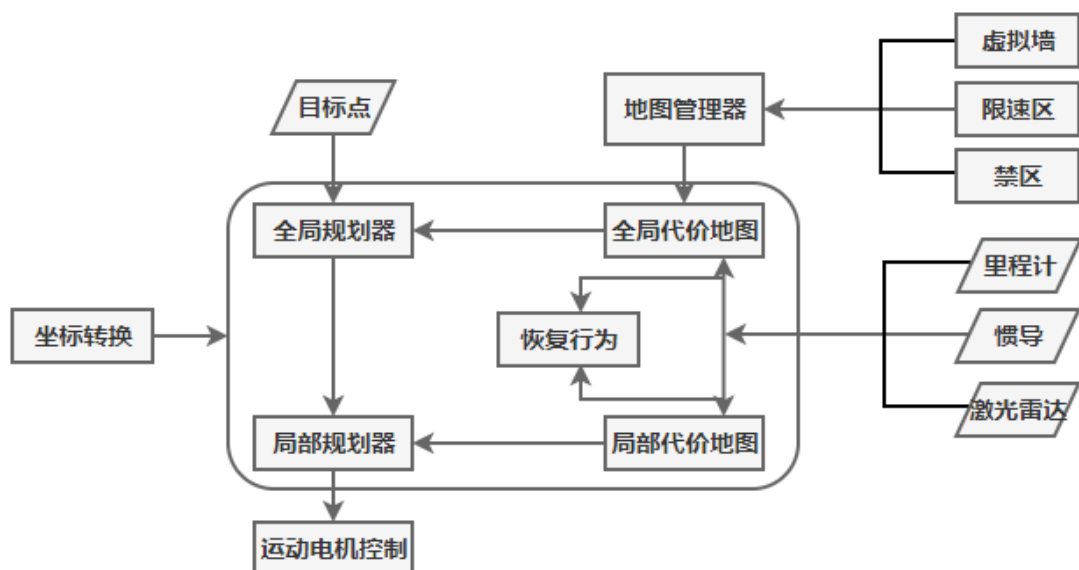 虚拟墙
目标点
地图管理器
限速区
禁区
全局规划器
全局代价地图
里程计
坐标转换
恢复行为
惯导
激光雷达
局部规划器
局部代价地图
运动电机控制